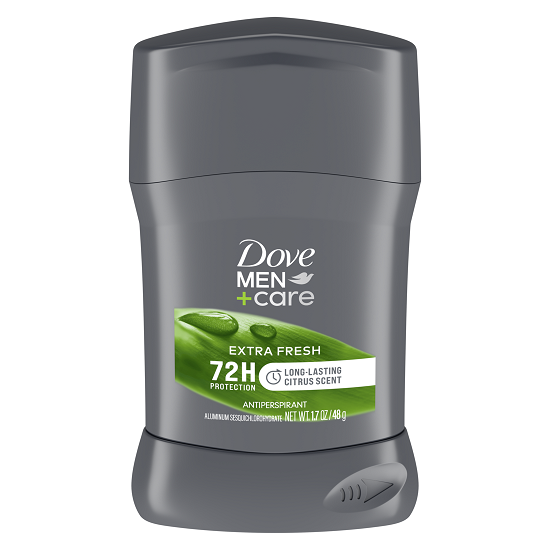 Dove
MEN
+care
EXTRA FRESH
72H
PROTECTION
LONG-LASTING
CITRUS SCENT
ANTIPERSPIRANT
ALUMINUM SESQUICHLOROHYDRATE NET WT. 1.7 OZ / 48 g